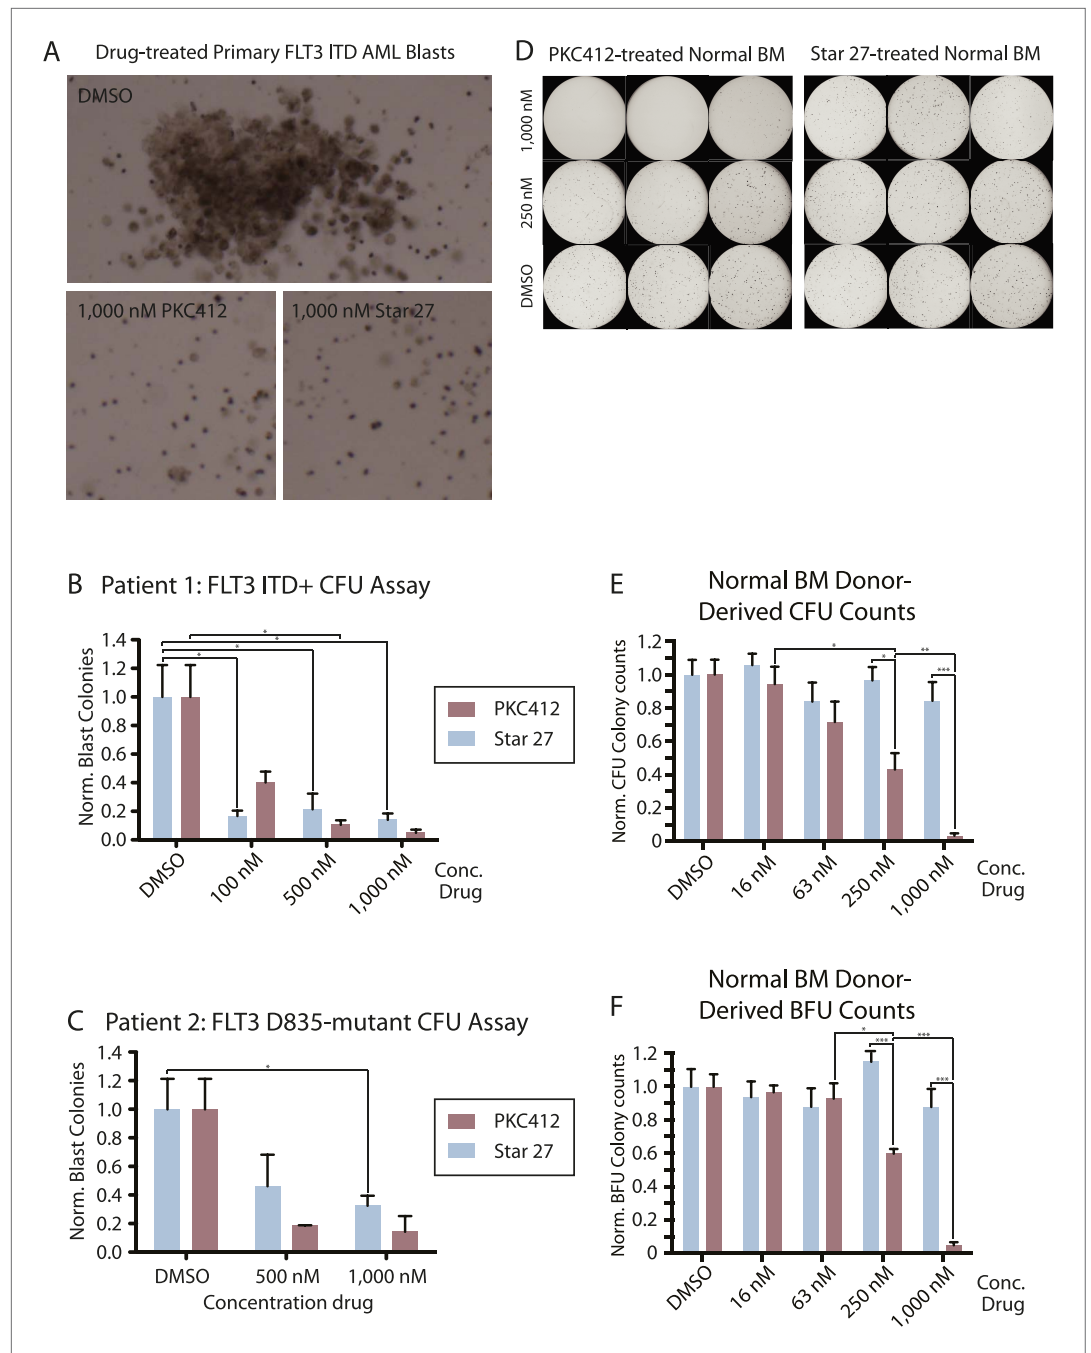 A
Drug-treated Primary FLT3 ITD AML Blasts
DMSO
1,000 nM PKC412
1,000 nM Star 27
D
PKC412-treated Normal BM
Star 27-treated Normal BM
1,000 nM
250 nM
DMSO
B Patient 1: FLT3 ITD+ CFU Assay
Norm. Blast Colonies
1.4
1.2
1.0
0.8
0.6
0.4
0.2
0.0
*
*
*
*
DMSO
100 nM
500 nM
1,000 nM
Conc.
Drug
PKC412
Star 27
E
Normal BM Donor-
Derived CFU Counts
Norm. CFU Colony counts
1.2
1.0
0.8
0.6
0.4
0.2
0
*
*
**
***
DMSO
16 nM
63 nM
250 nM
1,000 nM
Conc.
Drug
C Patient 2: FLT3 D835-mutant CFU Assay
Norm. Blast Colonies
1.4
1.2
1.0
0.8
0.6
0.4
0.2
0.0
*
DMSO
500 nM
1,000 nM
Concentration drug
PKC412
Star 27
F
Normal BM Donor-
Derived BFU Counts
Norm. BFU Colony counts
1.2
1.0
0.8
0.6
0.4
0.2
0
*
***
***
***
DMSO
16 nM
63 nM
250 nM
1,000 nM
Conc.
Drug